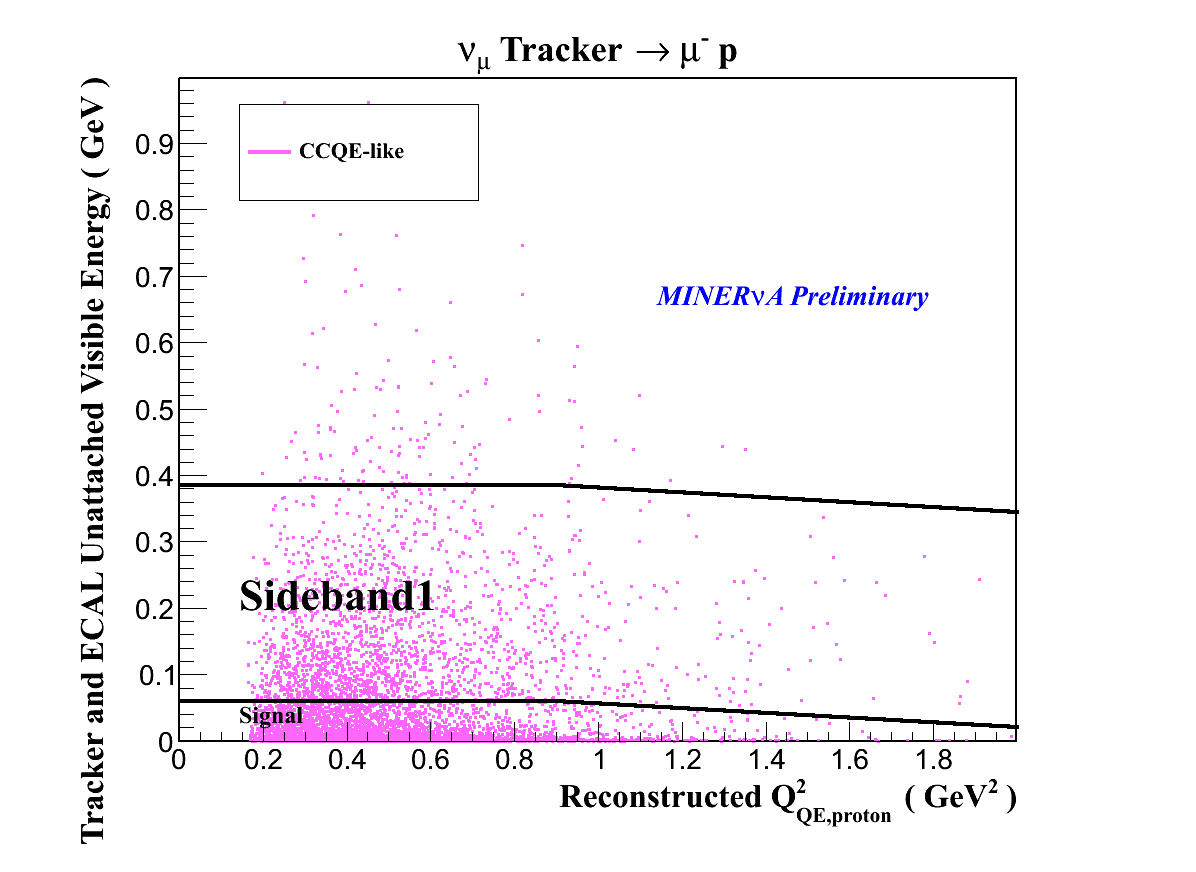 ν_μ Tracker → μ⁻ p
Tracker and ECAL Unattached Visible Energy ( GeV )
0.9
0.8
0.7
0.6
0.5
0.4
0.3
0.2
0.1
0
CCQE-like
MINERνA Preliminary
Sideband1
Signal
0 0.2 0.4 0.6 0.8 1 1.2 1.4 1.6 1.8
Reconstructed Q²_QE,proton ( GeV² )